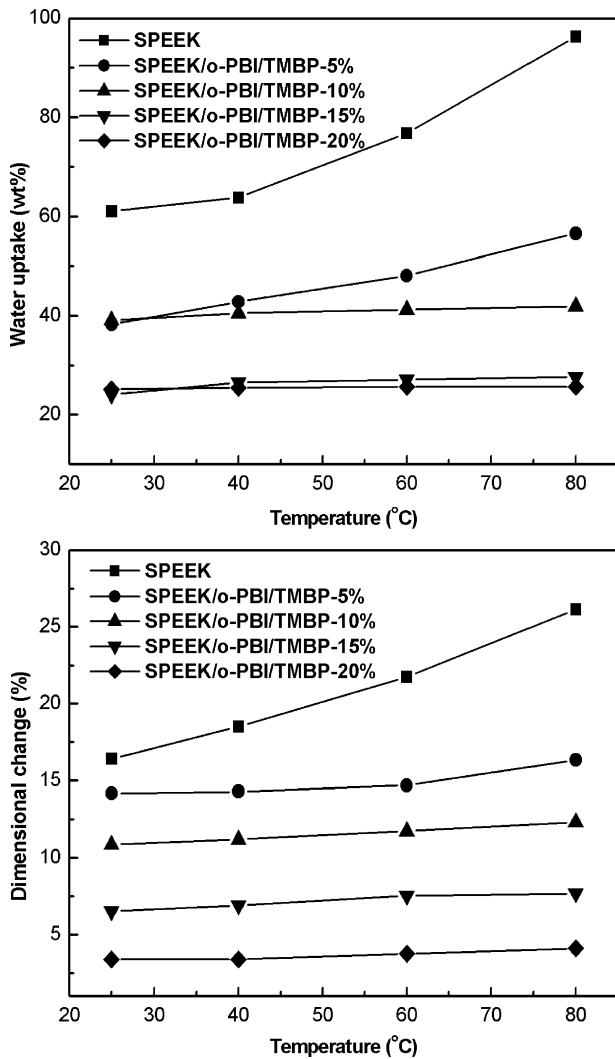 100
80
60
40
20
Water uptake (wt%)
SPEEK
SPEEK/o-PBI/TMBP-5%
SPEEK/o-PBI/TMBP-10%
SPEEK/o-PBI/TMBP-15%
SPEEK/o-PBI/TMBP-20%
20 30 40 50 60 70 80
Temperature (°C)
30
25
20
15
10
5
Dimensional change (%)
SPEEK
SPEEK/o-PBI/TMBP-5%
SPEEK/o-PBI/TMBP-10%
SPEEK/o-PBI/TMBP-15%
SPEEK/o-PBI/TMBP-20%
20 30 40 50 60 70 80
Temperature (°C)